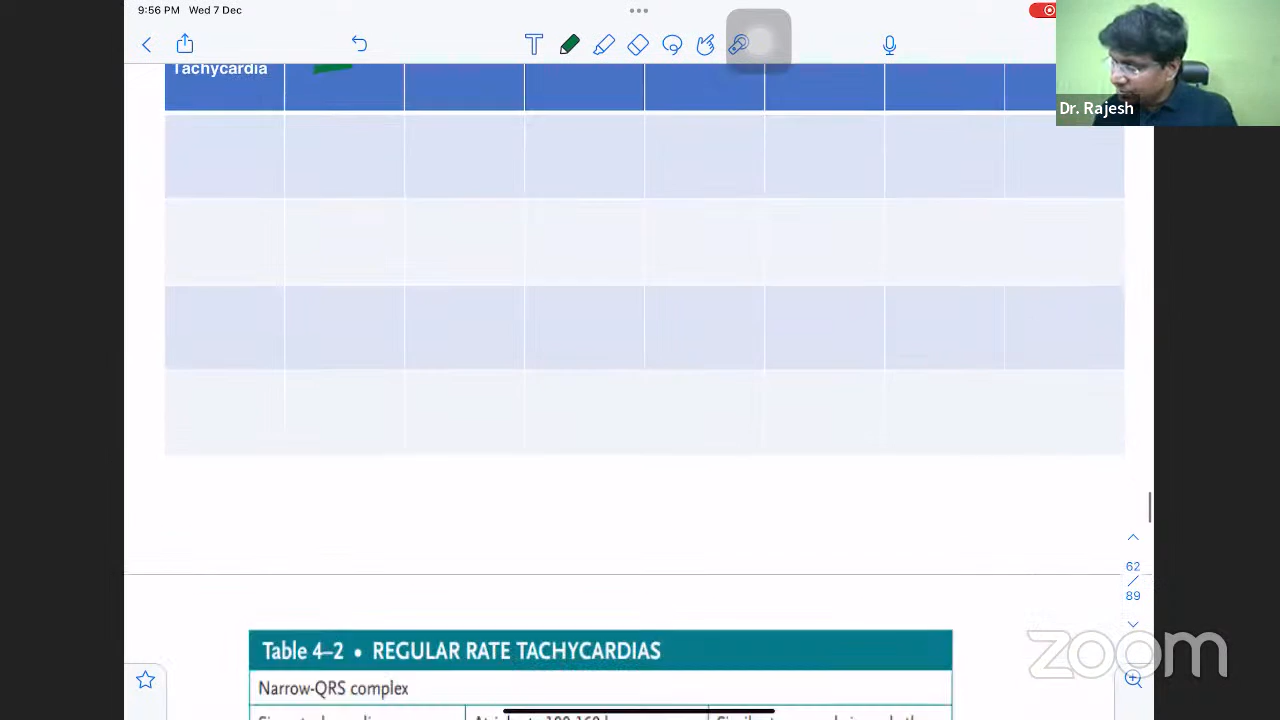 9:56 PM Wed 7 Dec
Dr. Rajesh
Tachycardia
62
89
Table 4–2 • REGULAR RATE TACHYCARDIAS
Narrow-QRS complex
zoom